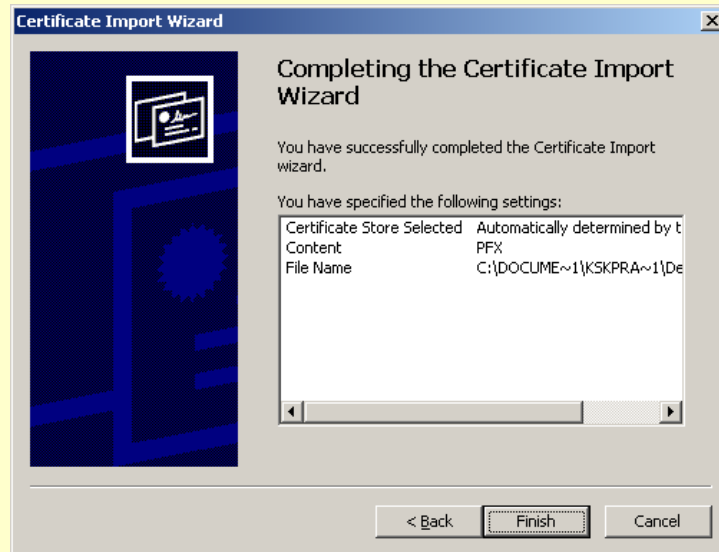 Certificate Import Wizard
Completing the Certificate Import
Wizard
You have successfully completed the Certificate Import
wizard.
You have specified the following settings:
Certificate Store Selected Automatically determined by t
Content PFX
File Name C:\DOCUME~1\KSKPRA~1\De
< Back Finish Cancel